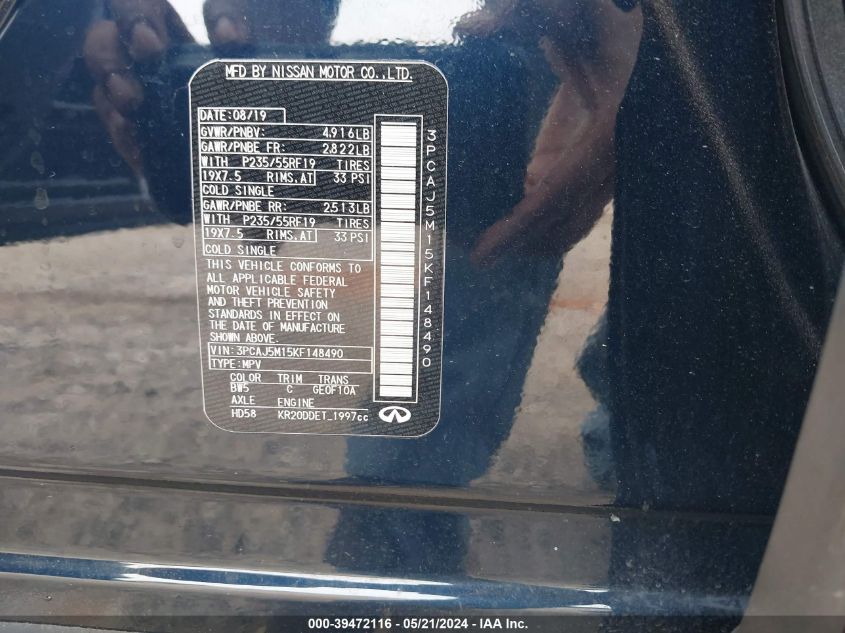 MFD BY NISSAN MOTOR CO.,LTD.
DATE:08/19
GVWR/PNBV: 4,916LB
GAWR/PNBE FR: 2,822LB
WITH P235/55RF19 TIRES
19X7.5 RIMS,AT 33 PSI
COLD SINGLE
GAWR/PNBE RR: 2,513LB
WITH P235/55RF19 TIRES
19X7.5 RIMS,AT 33 PSI
COLD SINGLE
THIS VEHICLE CONFORMS TO
ALL APPLICABLE FEDERAL
MOTOR VEHICLE SAFETY
AND THEFT PREVENTION
STANDARDS IN EFFECT ON
THE DATE OF MANUFACTURE
SHOWN ABOVE.
VIN:3PCAJ5M15KF148490
TYPE:MPV
COLOR TRIM TRANS
BW5 C GE0F10A
AXLE ENGINE
HD58 KR20DDET_1997cc
3PCAJ5M15KF148490
000-39472116 - 05/21/2024 - IAA Inc.